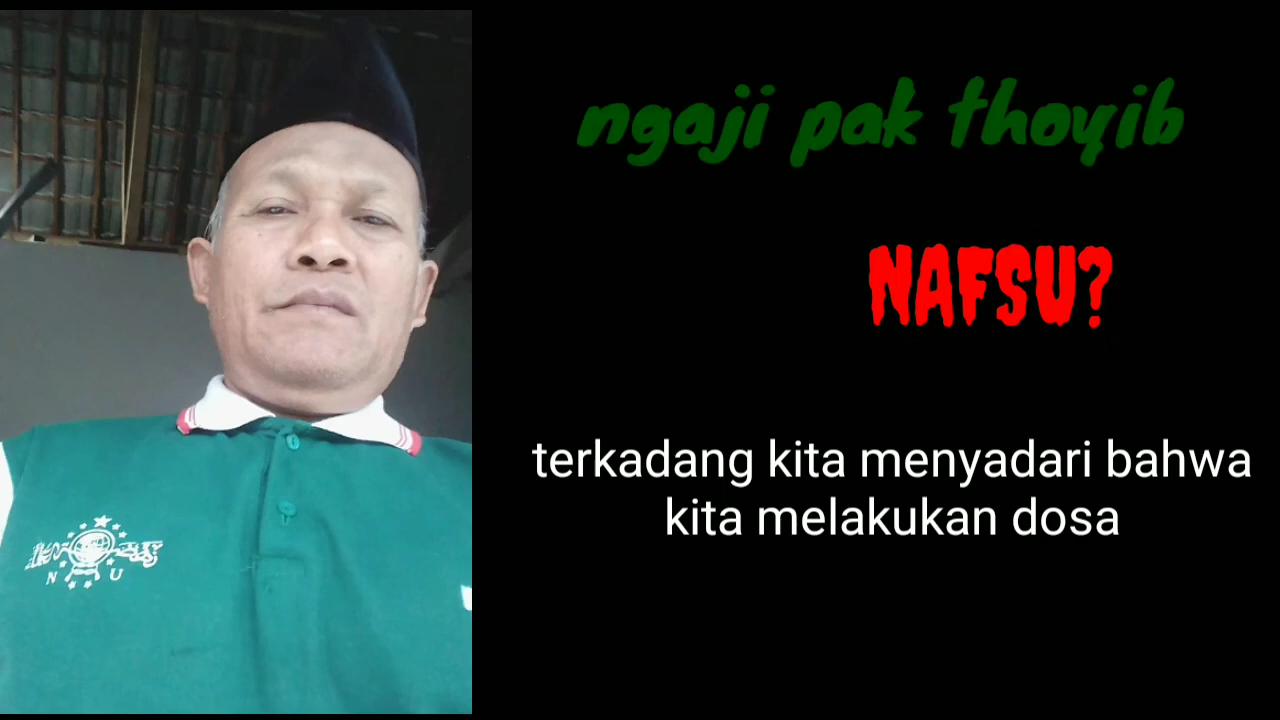 ngaji pak thoyib
NAFSU?
terkadang kita menyadari bahwa
kita melakukan dosa
N U